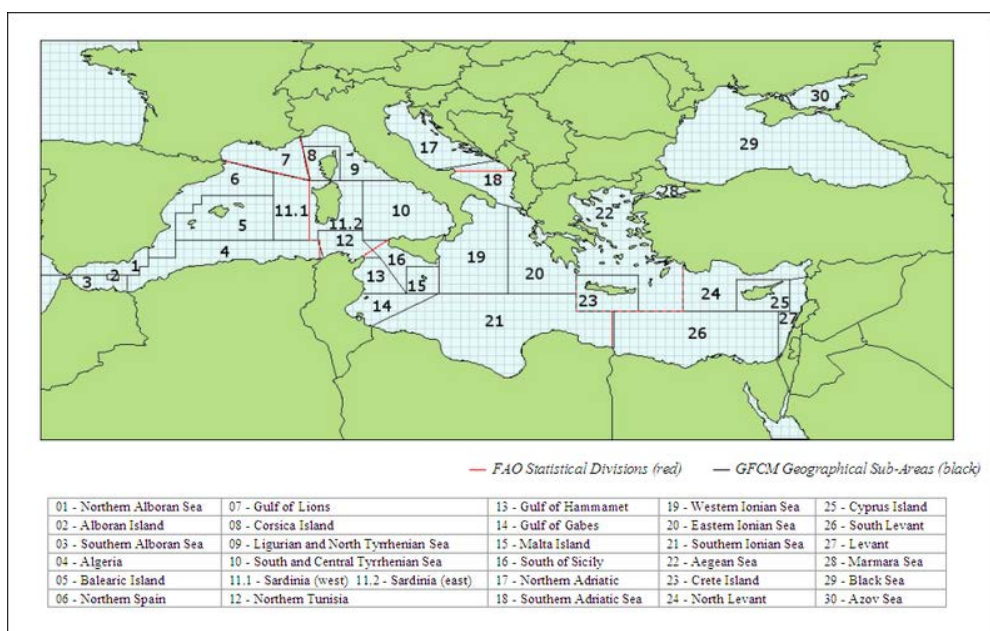 30
29
17
7
8
9
18
28
6
22
11.1
10
5
11.2
12
4
16
19
1
13
20
3
2
15
24
23
25
14
27
21
26
FAO Statistical Divisions (red)
GFCM Geographical Sub-Areas (black)
01 - Northern Alboran Sea
02 - Alboran Island
03 - Southern Alboran Sea
04 - Algeria
05 - Balearic Island
06 - Northern Spain
07 - Gulf of Lions
08 - Corsica Island
09 - Ligurian and North Tyrrhenian Sea
10 - South and Central Tyrrhenian Sea
11.1 - Sardinia (west) 11.2 - Sardinia (east)
12 - Northern Tunisia
13 - Gulf of Hammamet
14 - Gulf of Gabes
15 - Malta Island
16 - South of Sicily
17 - Northern Adriatic
18 - Southern Adriatic Sea
19 - Western Ionian Sea
20 - Eastern Ionian Sea
21 - Southern Ionian Sea
22 - Aegean Sea
23 - Crete Island
24 - North Levant
25 - Cyprus Island
26 - South Levant
27 - Levant
28 - Marmara Sea
29 - Black Sea
30 - Azov Sea